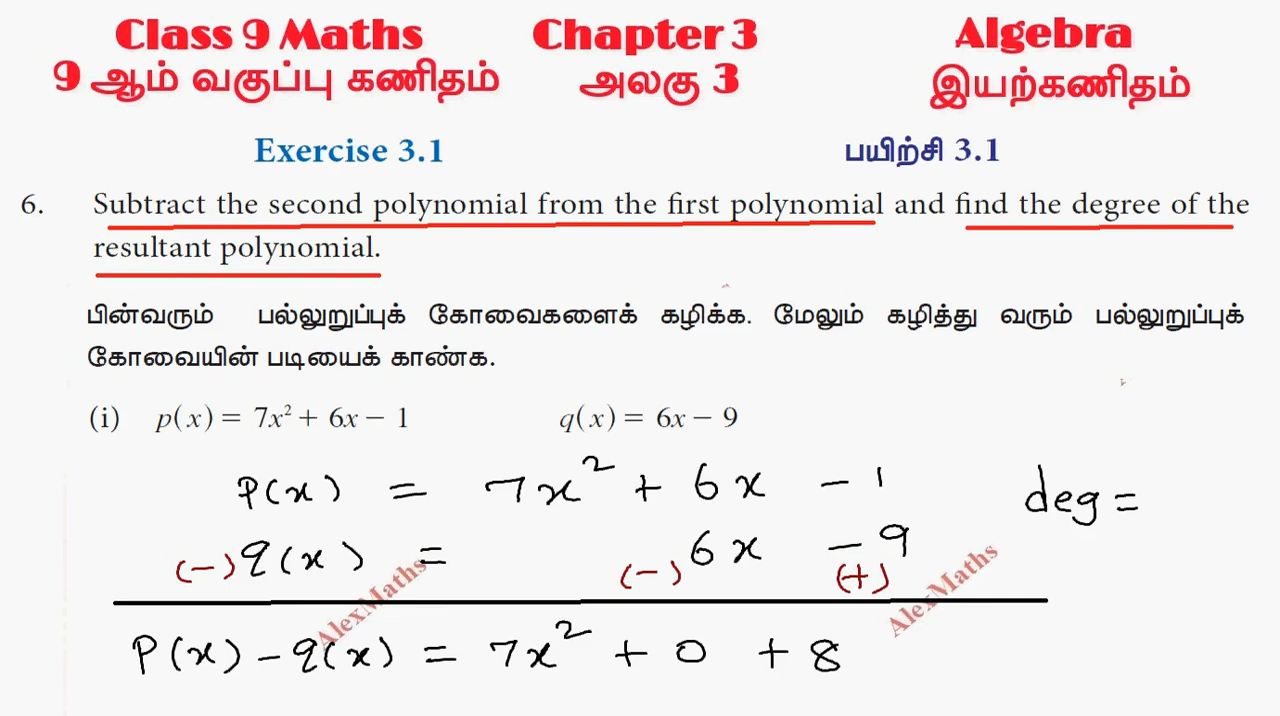 Class 9 Maths Chapter 3 Algebra
9 ஆம் வகுப்பு கணிதம் அலகு 3 இயற்கணிதம்
Exercise 3.1 பயிற்சி 3.1
6. Subtract the second polynomial from the first polynomial and find the degree of the
resultant polynomial.
பின்வரும் பல்லுறுப்புக் கோவைகளைக் கழிக்க. மேலும் கழித்து வரும் பல்லுறுப்புக்
கோவையின் படியைக் காண்க.
(i) p(x) = 7x² + 6x − 1 q(x) = 6x − 9
P(x) = 7x² + 6x − 1 deg =
(−) q(x) = (−) 6x − 9 (+)
AlexMaths AlexMaths
P(x) − q(x) = 7x² + 0 + 8